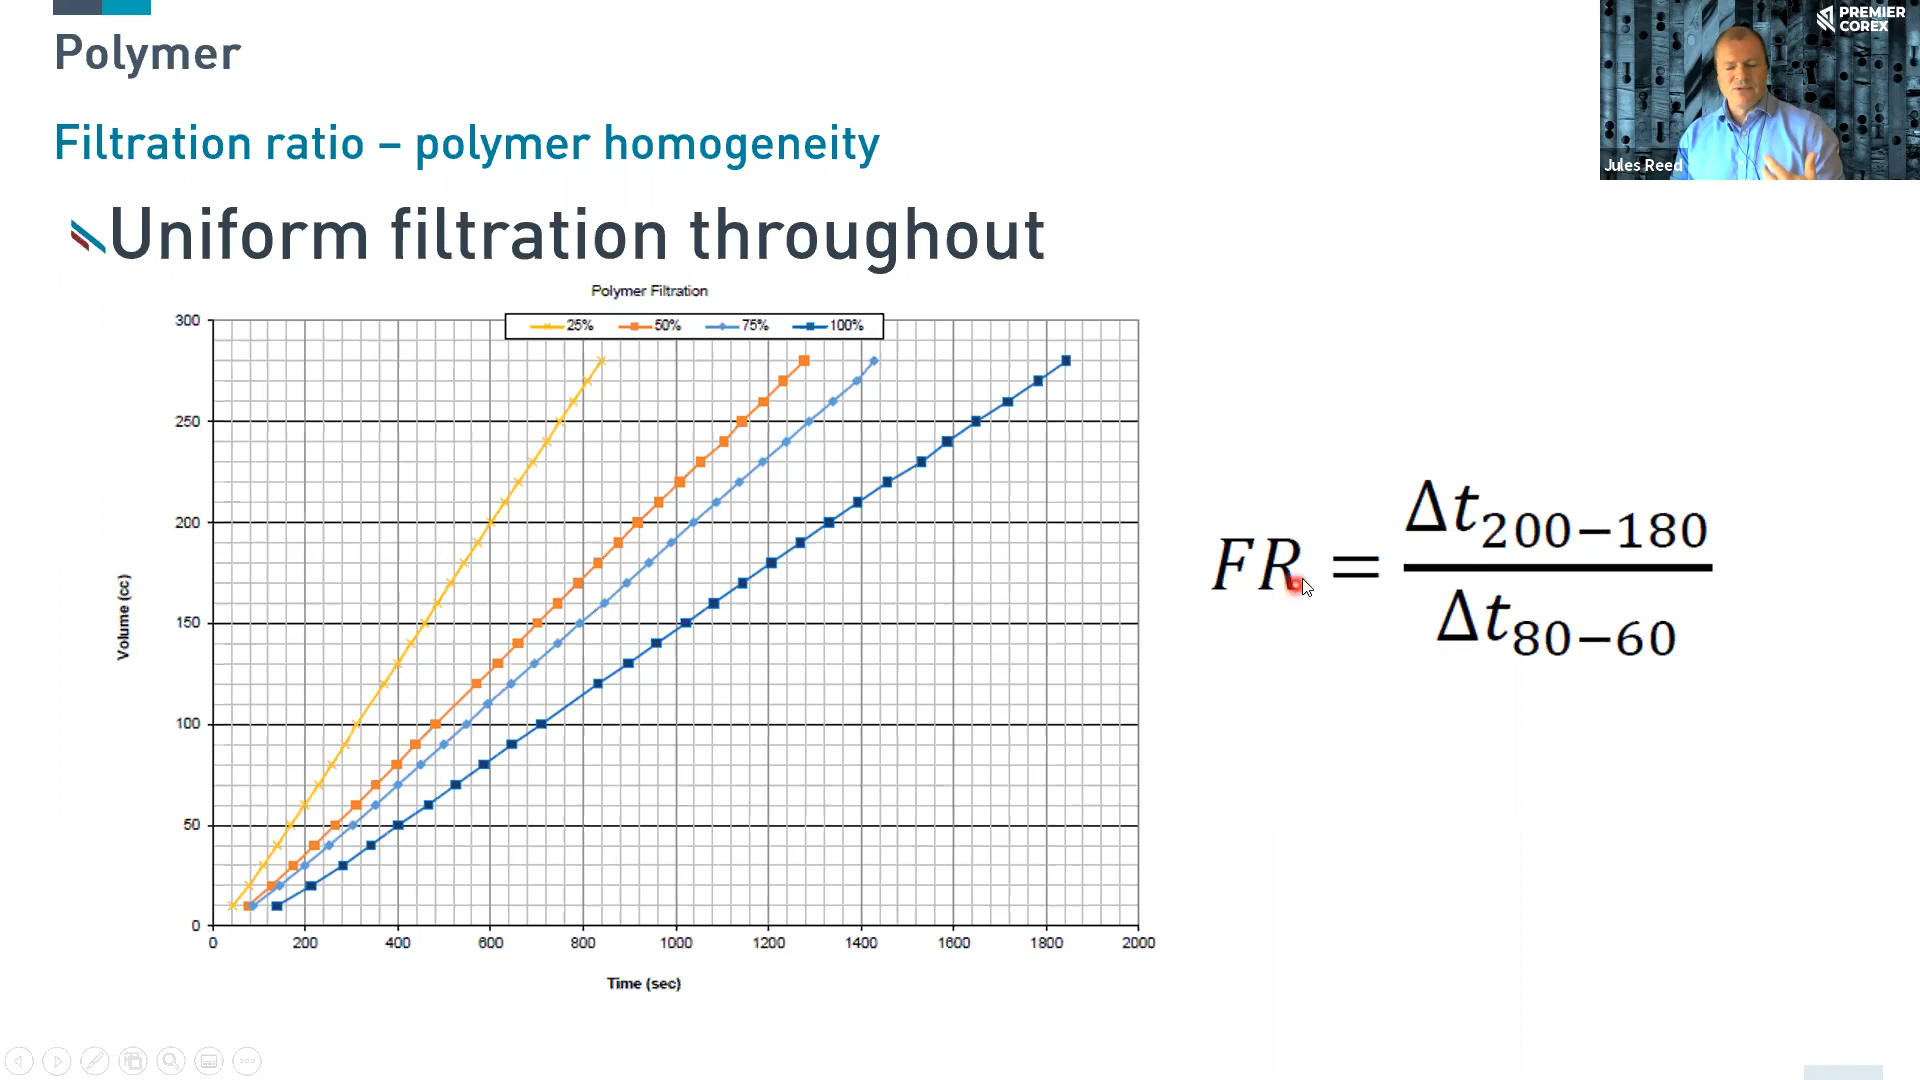 Polymer
PREMIER
COREX
Filtration ratio – polymer homogeneity
Jules Reed
Uniform filtration throughout
Polymer Filtration
25% 50% 75% 100%
300
250
200
150
100
50
0
Volume (cc)
0 200 400 600 800 1000 1200 1400 1600 1800 2000
Time (sec)
FR = Δt200−180 / Δt80−60